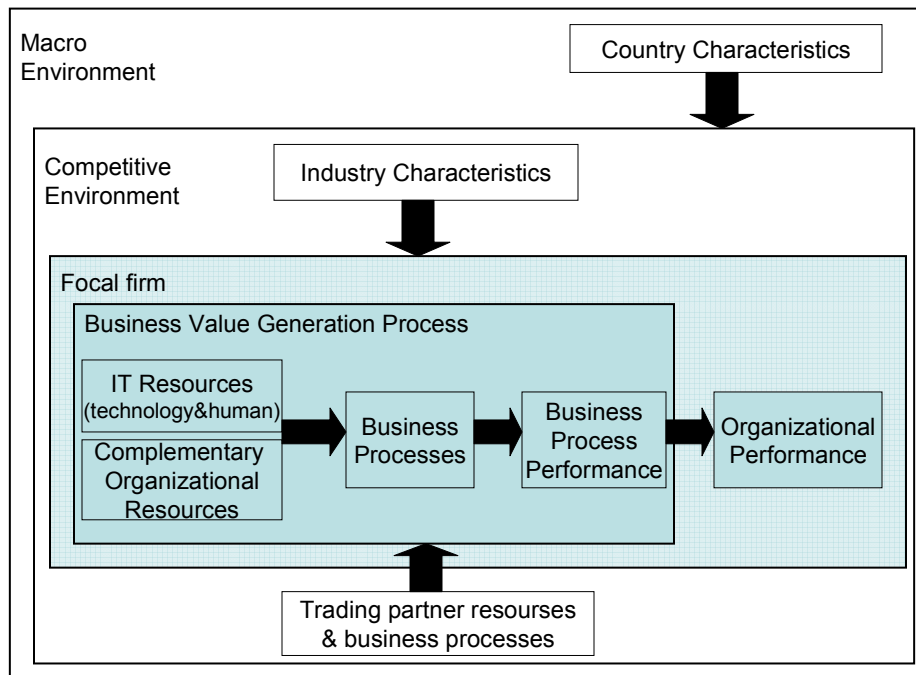 Macro
Environment
Country Characteristics
Competitive
Environment
Industry Characteristics
Focal firm
Business Value Generation Process
IT Resources
(technology&human)
Complementary
Organizational
Resources
Business
Processes
Business
Process
Performance
Organizational
Performance
Trading partner resourses
& business processes